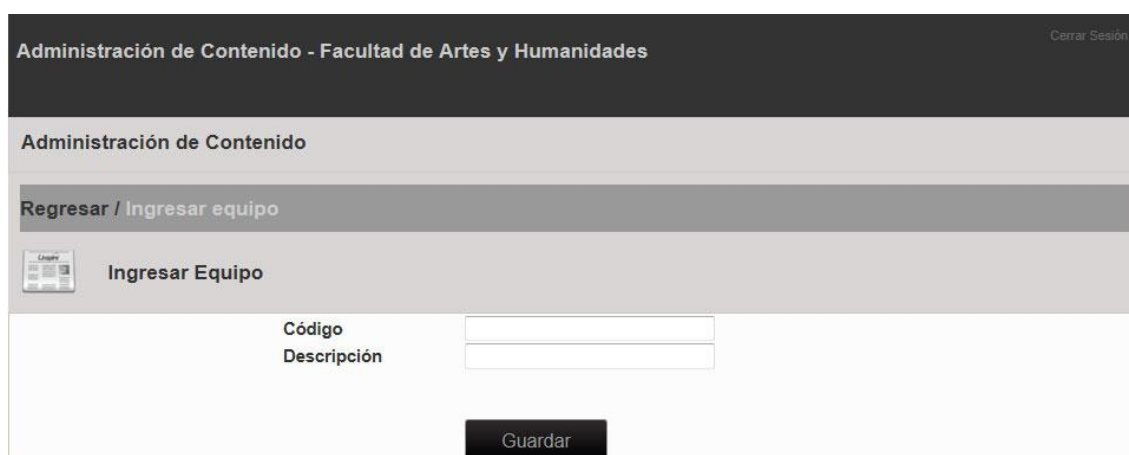 Administración de Contenido - Facultad de Artes y Humanidades
Cerrar Sesión
Administración de Contenido
Regresar / Ingresar equipo
Ingresar Equipo
Código
Descripción
Guardar